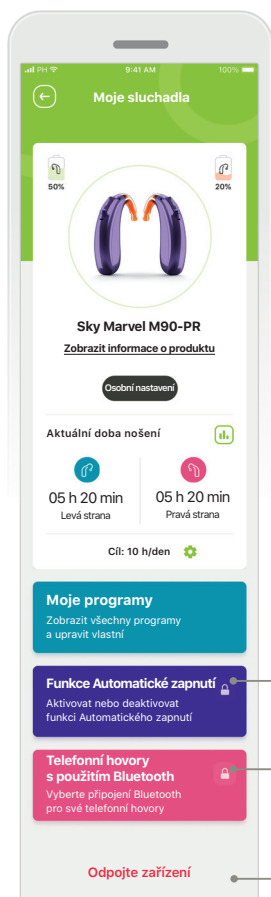 PH 9:41 AM 100%
Moje sluchadla
50% 20%
Sky Marvel M90-PR
Zobrazit informace o produktu
Osobní nastavení
Aktuální doba nošení
05 h 20 min 05 h 20 min
Levá strana Pravá strana
Cíl: 10 h/den
Moje programy
Zobrazit všechny programy
a upravit vlastní
Funkce Automatické zapnutí
Aktivovat nebo deaktivovat
funkci Automatického zapnutí
Telefonní hovory
s použitím Bluetooth
Vyberte připojení Bluetooth
pro své telefonní hovory
Odpojte zařízení